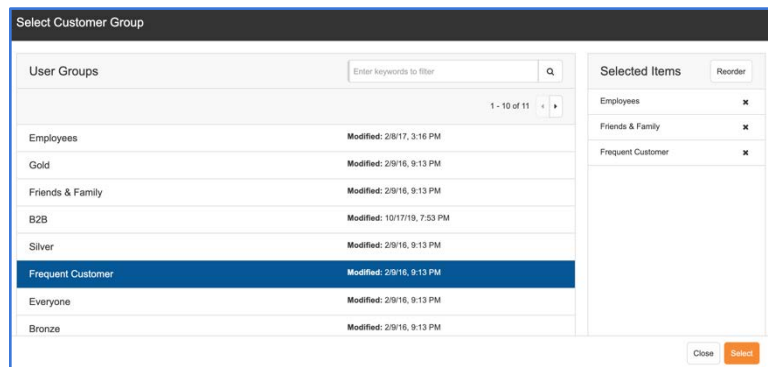 Select Customer Group
User Groups
Enter keywords to filter
1 - 10 of 11
Employees Modified: 2/8/17, 3:16 PM
Gold Modified: 2/9/16, 9:13 PM
Friends & Family Modified: 2/9/16, 9:13 PM
B2B Modified: 10/17/19, 7:53 PM
Silver Modified: 2/9/16, 9:13 PM
Frequent Customer Modified: 2/9/16, 9:13 PM
Everyone Modified: 2/9/16, 9:13 PM
Bronze Modified: 2/9/16, 9:13 PM
Selected Items Reorder
Employees
Friends & Family
Frequent Customer
Close Select